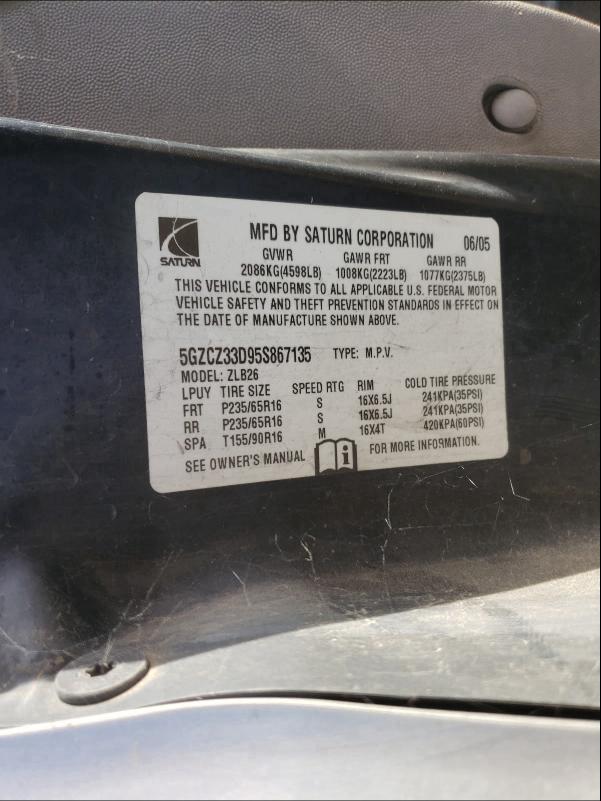 SATURN
MFD BY SATURN CORPORATION 06/05
GVWR GAWR FRT GAWR RR
2086KG(4598LB) 1008KG(2223LB) 1077KG(2375LB)
THIS VEHICLE CONFORMS TO ALL APPLICABLE U.S. FEDERAL MOTOR
VEHICLE SAFETY AND THEFT PREVENTION STANDARDS IN EFFECT ON
THE DATE OF MANUFACTURE SHOWN ABOVE.
5GZCZ33D95S867135 TYPE: M.P.V.
MODEL: ZLB26
LPUY TIRE SIZE SPEED RTG RIM COLD TIRE PRESSURE
FRT P235/65R16 S 16X6.5J 241KPA(35PSI)
RR P235/65R16 S 16X6.5J 241KPA(35PSI)
SPA T155/90R16 M 16X4T 420KPA(60PSI)
SEE OWNER'S MANUAL i FOR MORE INFORMATION.